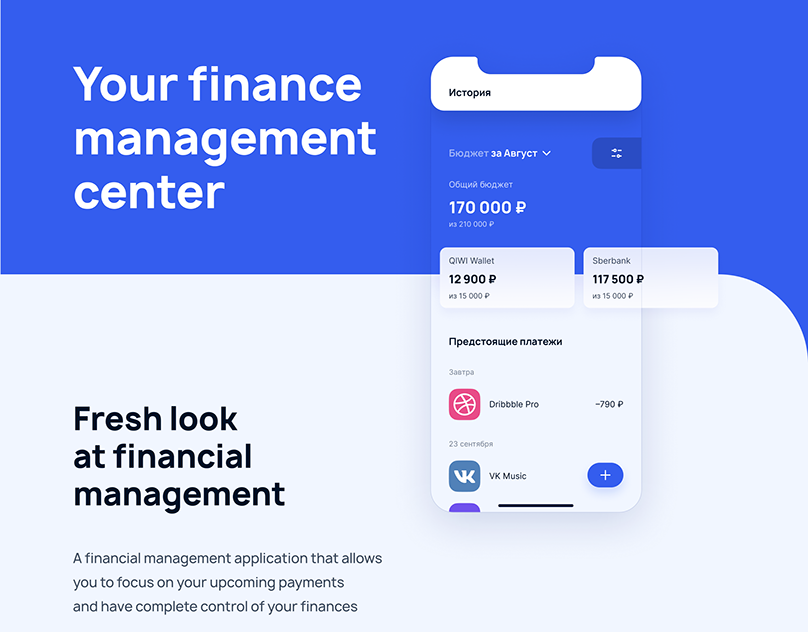 Your finance
management
center
Fresh look
at financial
management
A financial management application that allows
you to focus on your upcoming payments
and have complete control of your finances
История
Бюджет за Август
Общий бюджет
170 000 ₽
из 210 000 ₽
QIWI Wallet
12 900 ₽
из 15 000 ₽
Sberbank
117 500 ₽
из 15 000 ₽
Предстоящие платежи
Завтра
Dribbble Pro
−790 ₽
23 сентября
VK Music